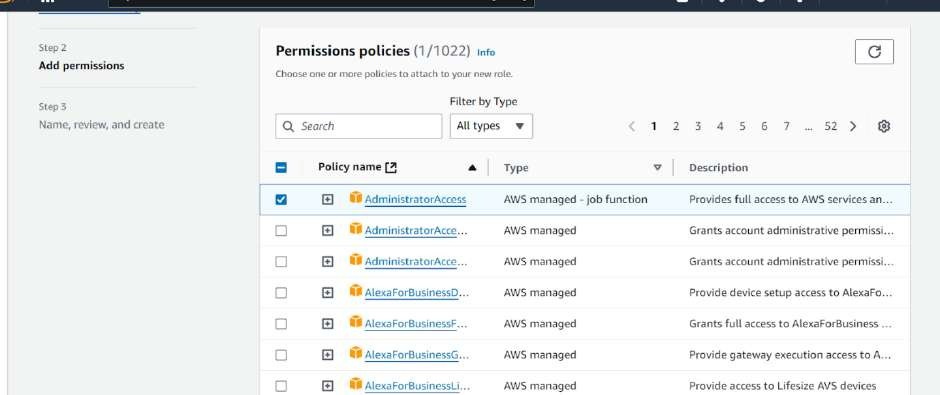 Step 2
Add permissions
Step 3
Name, review, and create
Permissions policies (1/1022) Info
Choose one or more policies to attach to your new role.
Filter by Type
Search
All types
1 2 3 4 5 6 7 ... 52
Policy name Type Description
AdministratorAccess AWS managed - job function Provides full access to AWS services an...
AdministratorAcce... AWS managed Grants account administrative permissi...
AdministratorAcce... AWS managed Grants account administrative permissi...
AlexaForBusinessD... AWS managed Provide device setup access to AlexaFo...
AlexaForBusinessF... AWS managed Grants full access to AlexaForBusiness ...
AlexaForBusinessG... AWS managed Provide gateway execution access to A...
AlexaForBusinessLi... AWS managed Provide access to Lifesize AVS devices